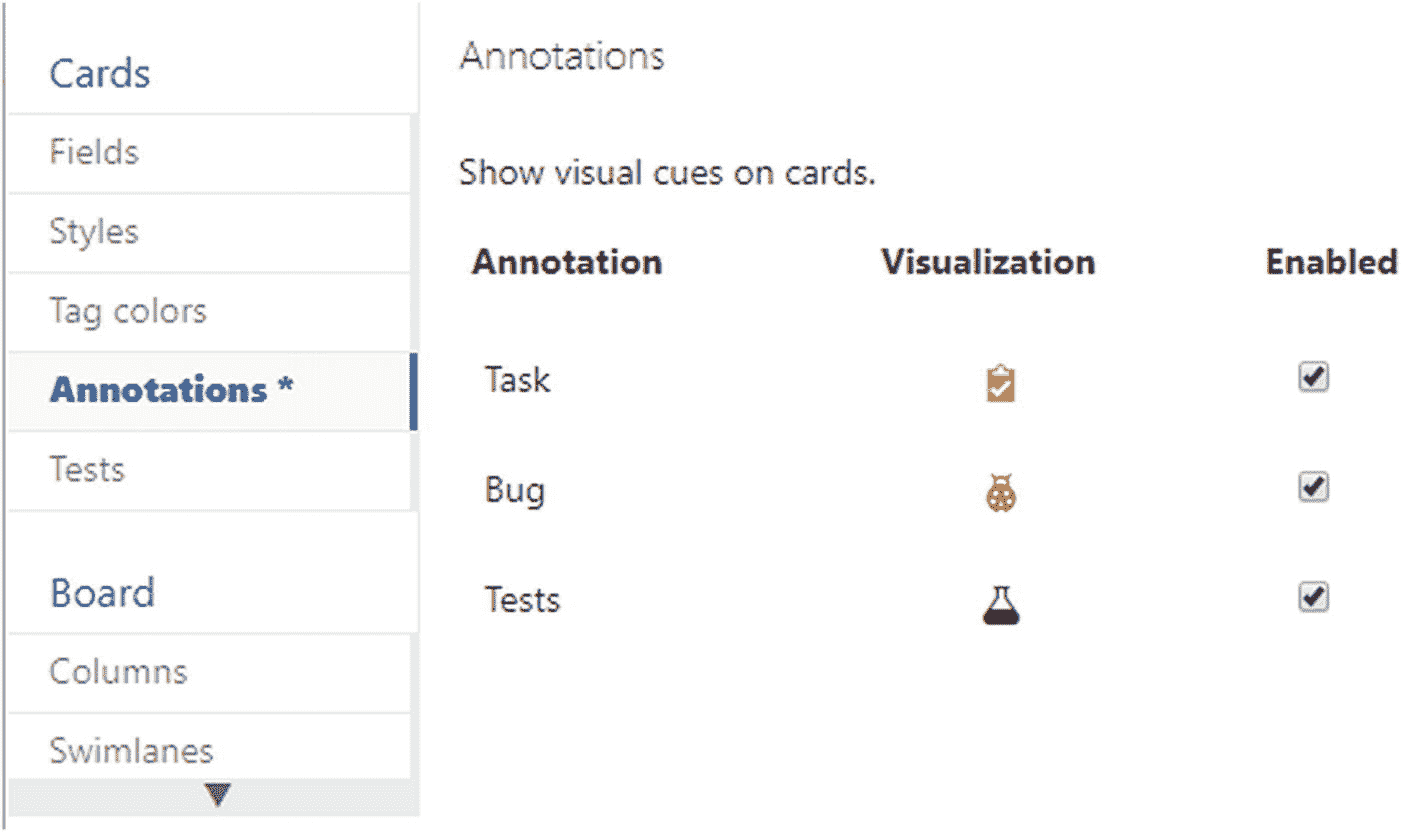 Cards
Fields
Styles
Tag colors
Annotations *
Tests
Board
Columns
Swimlanes
Annotations
Show visual cues on cards.
Annotation Visualization Enabled
Task
Bug
Tests